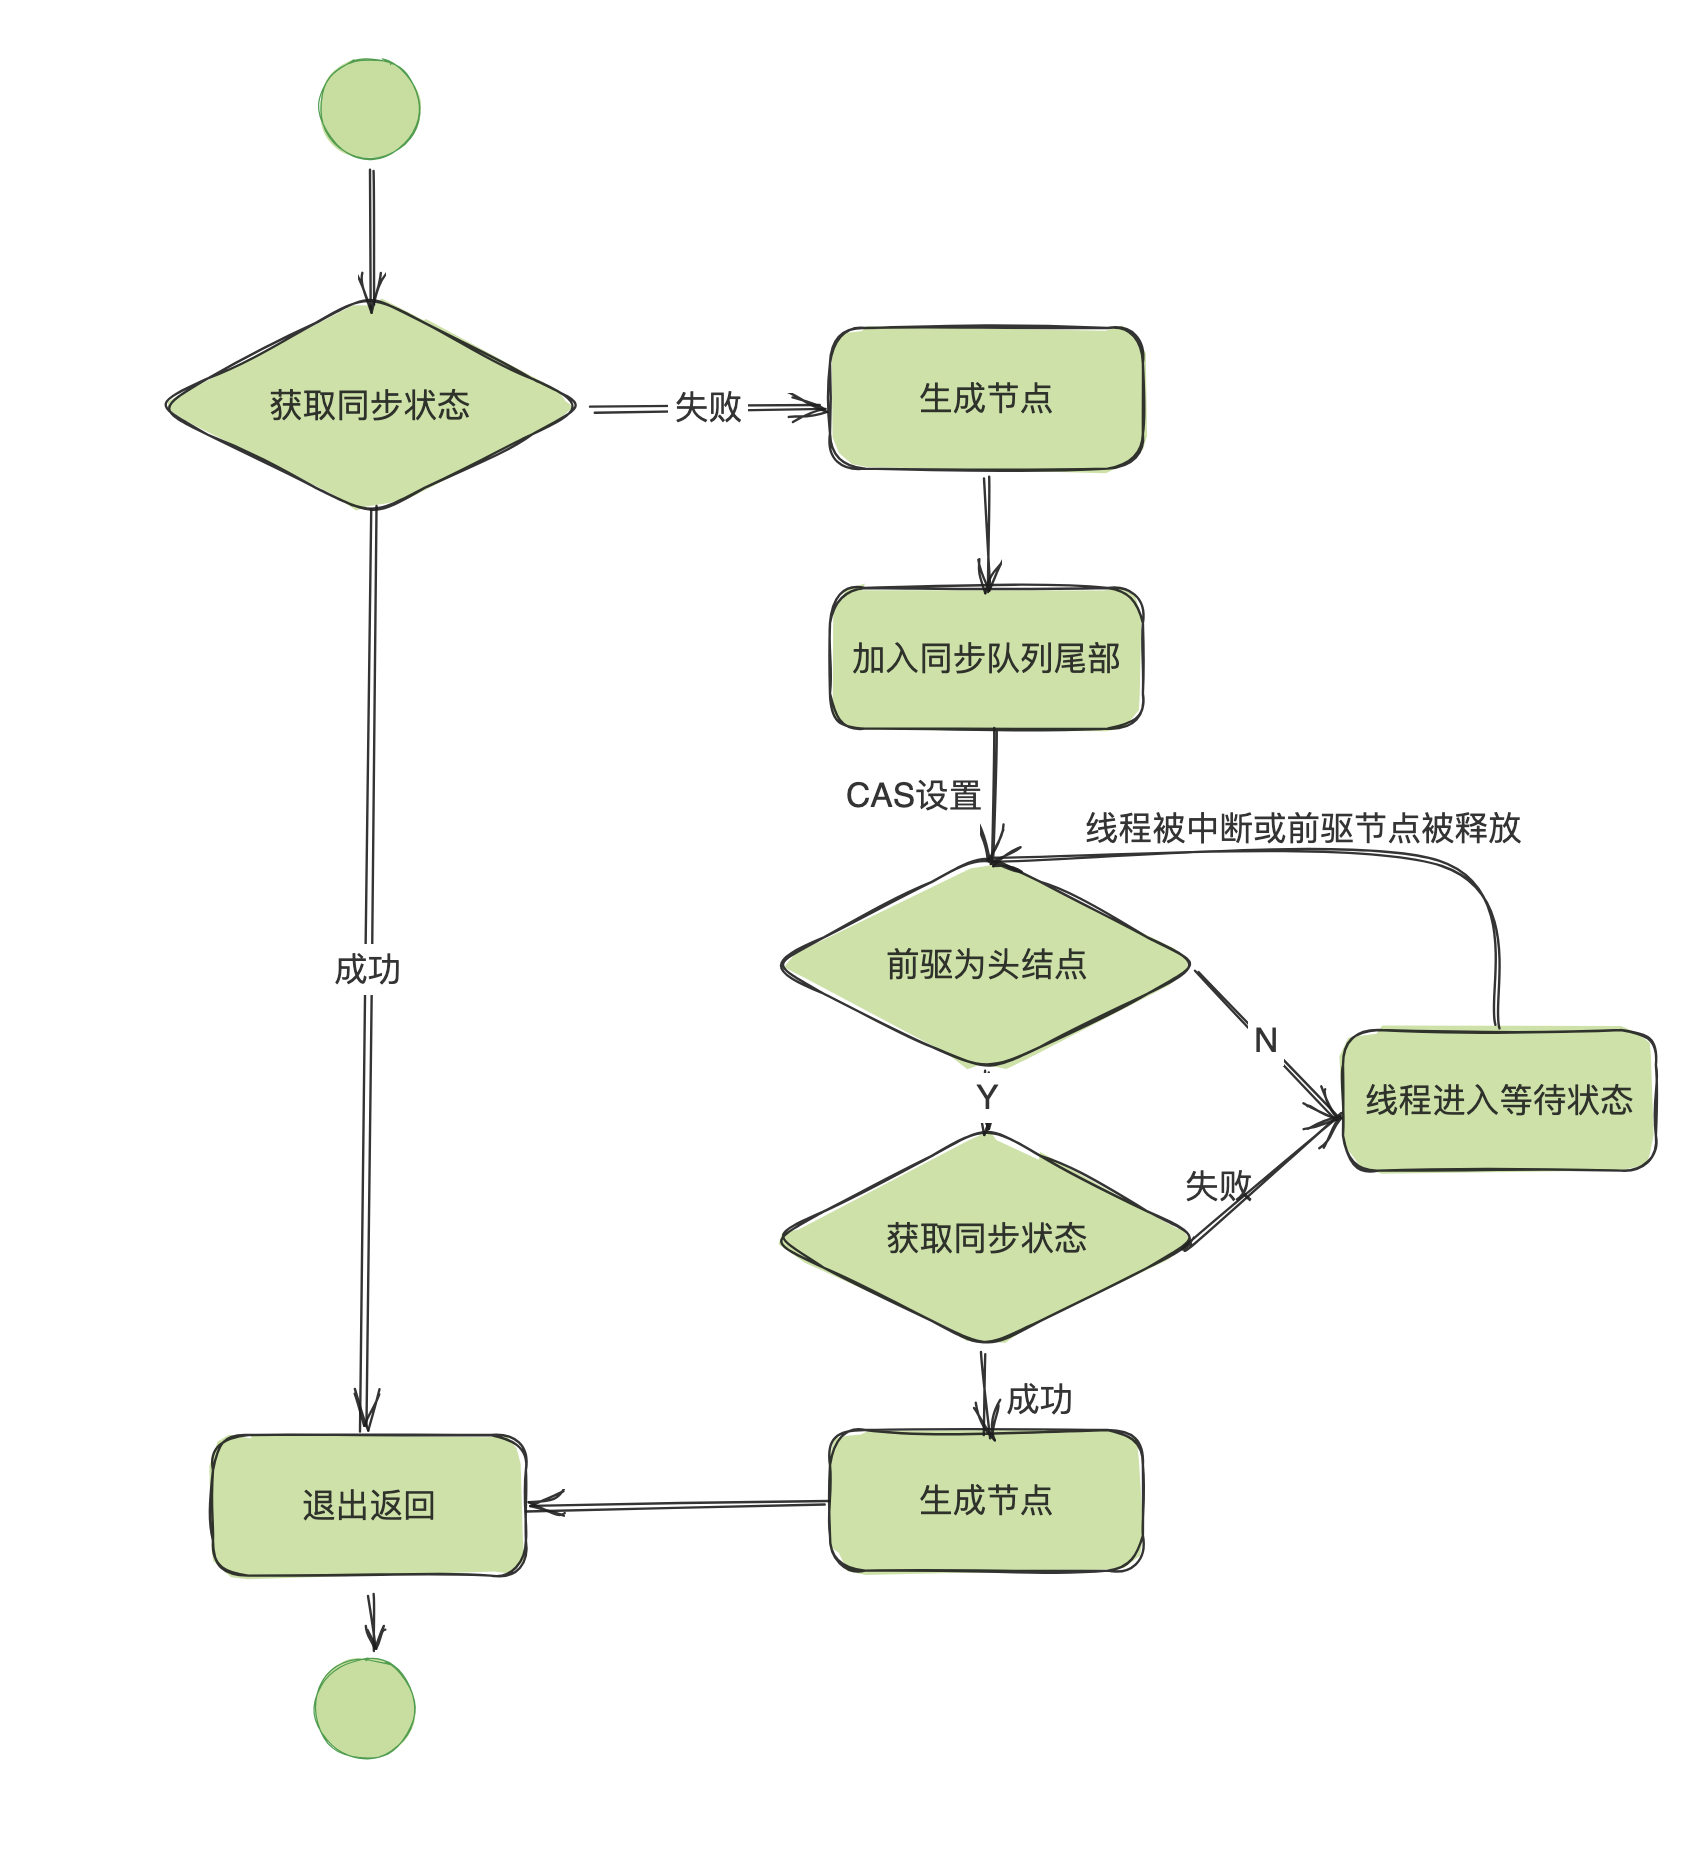 获取同步状态
失败
生成节点
加入同步队列尾部
CAS设置
线程被中断或前驱节点被释放
前驱为头结点
成功
N
Y
线程进入等待状态
失败
获取同步状态
成功
生成节点
退出返回